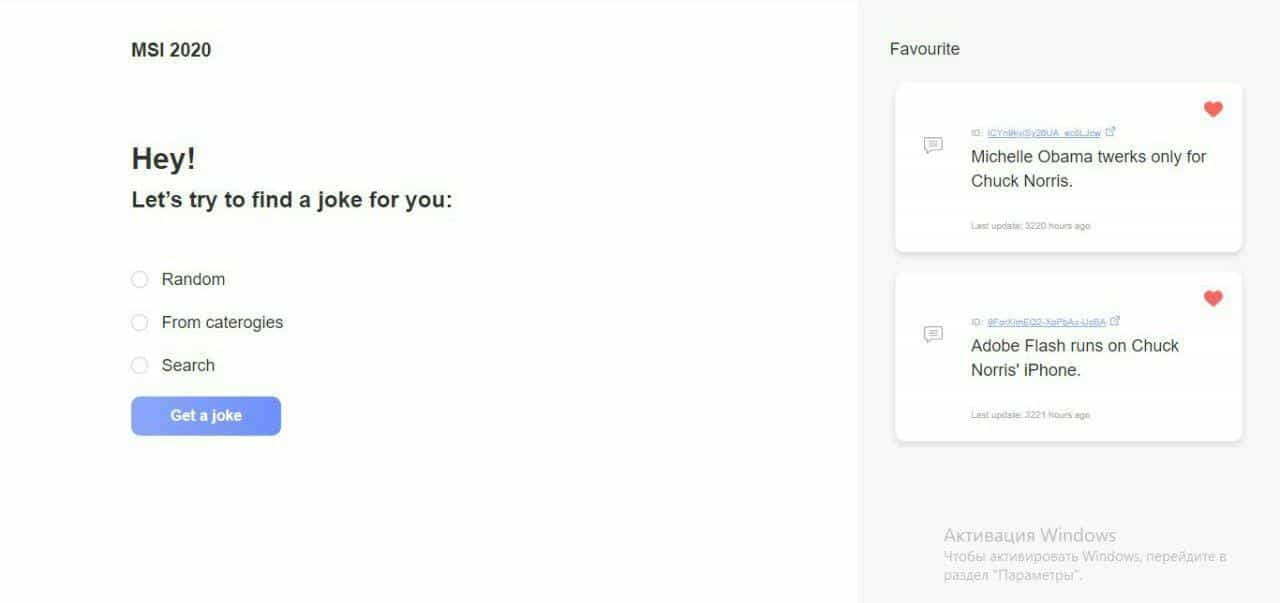 MSI 2020
Hey!
Let’s try to find a joke for you:
Random
From caterogies
Search
Get a joke
Favourite
ID:
Michelle Obama twerks only for
Chuck Norris.
Last update: 3220 hours ago
ID:
Adobe Flash runs on Chuck
Norris' iPhone.
Last update: 3221 hours ago
Активация Windows
Чтобы активировать Windows, перейдите в
раздел "Параметры".